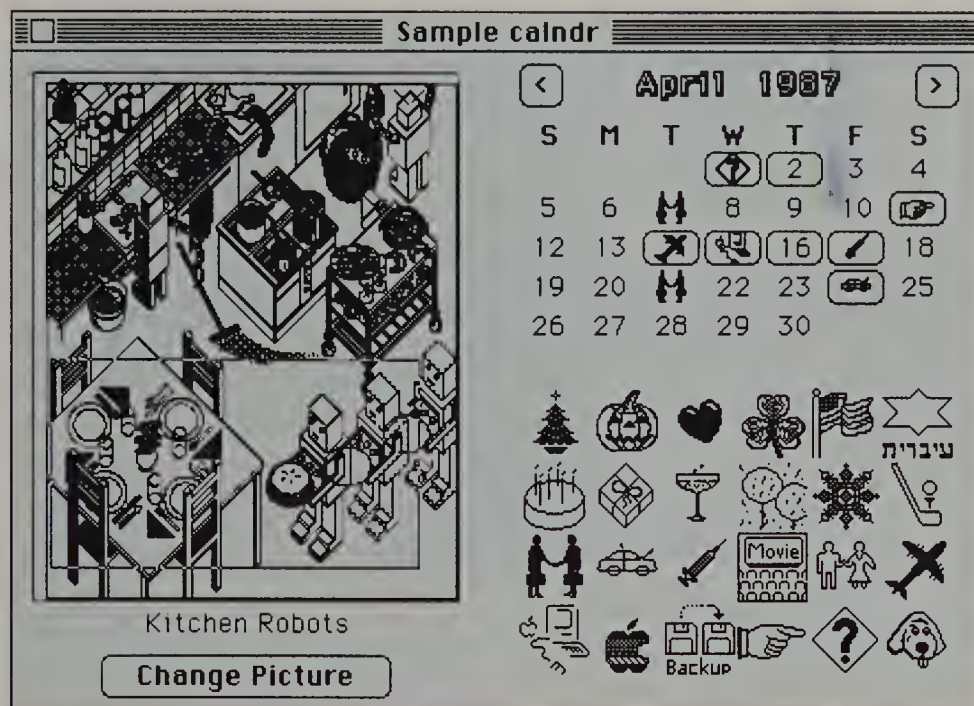 Sample calndr
< April 1987 >
S M T W T F S
? 2 3 4
5 6 8 9 10
12 13 16 18
19 20 22 23 25
26 27 28 29 30
עיברית
Movie
Backup
?
Kitchen Robots
Change Picture